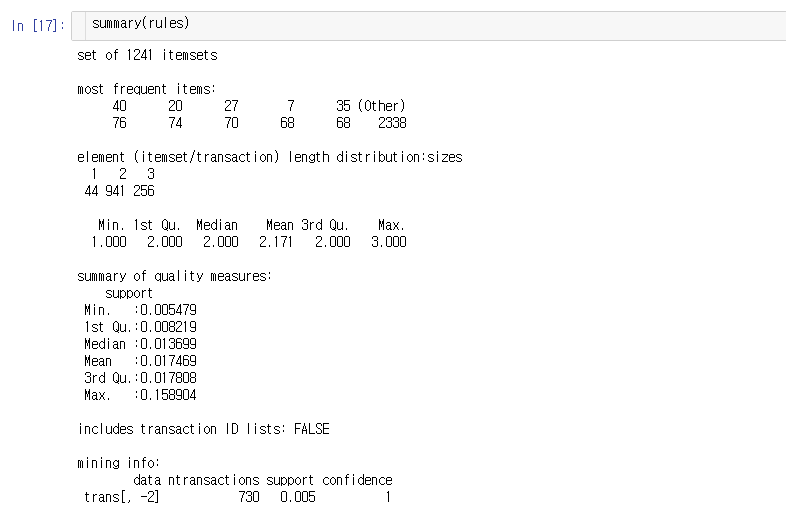 In [17]: summary(rules)
set of 1241 itemsets
most frequent items:
40 20 27 7 35 (Other)
76 74 70 68 68 2338
element (itemset/transaction) length distribution:sizes
1 2 3
44 941 256
Min. 1st Qu. Median Mean 3rd Qu. Max.
1.000 2.000 2.000 2.171 2.000 3.000
summary of quality measures:
support
Min. :0.005479
1st Qu.:0.008219
Median :0.013699
Mean :0.017469
3rd Qu.:0.017808
Max. :0.158904
includes transaction ID lists: FALSE
mining info:
data ntransactions support confidence
trans[, -2] 730 0.005 1